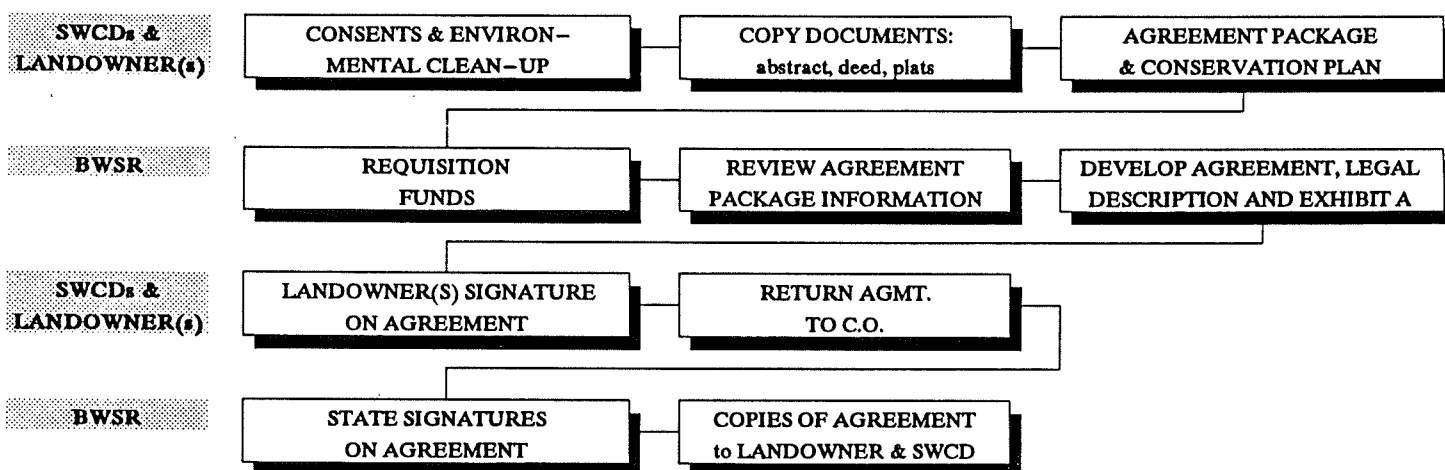 SWCDs &
LANDOWNER(s)
CONSENTS & ENVIRON–
MENTAL CLEAN–UP
COPY DOCUMENTS:
abstract, deed, plats
AGREEMENT PACKAGE
& CONSERVATION PLAN
BWSR
REQUISITION
FUNDS
REVIEW AGREEMENT
PACKAGE INFORMATION
DEVELOP AGREEMENT, LEGAL
DESCRIPTION AND EXHIBIT A
SWCDs &
LANDOWNER(s)
LANDOWNER(S) SIGNATURE
ON AGREEMENT
RETURN AGMT.
TO C.O.
BWSR
STATE SIGNATURES
ON AGREEMENT
COPIES OF AGREEMENT
to LANDOWNER & SWCD